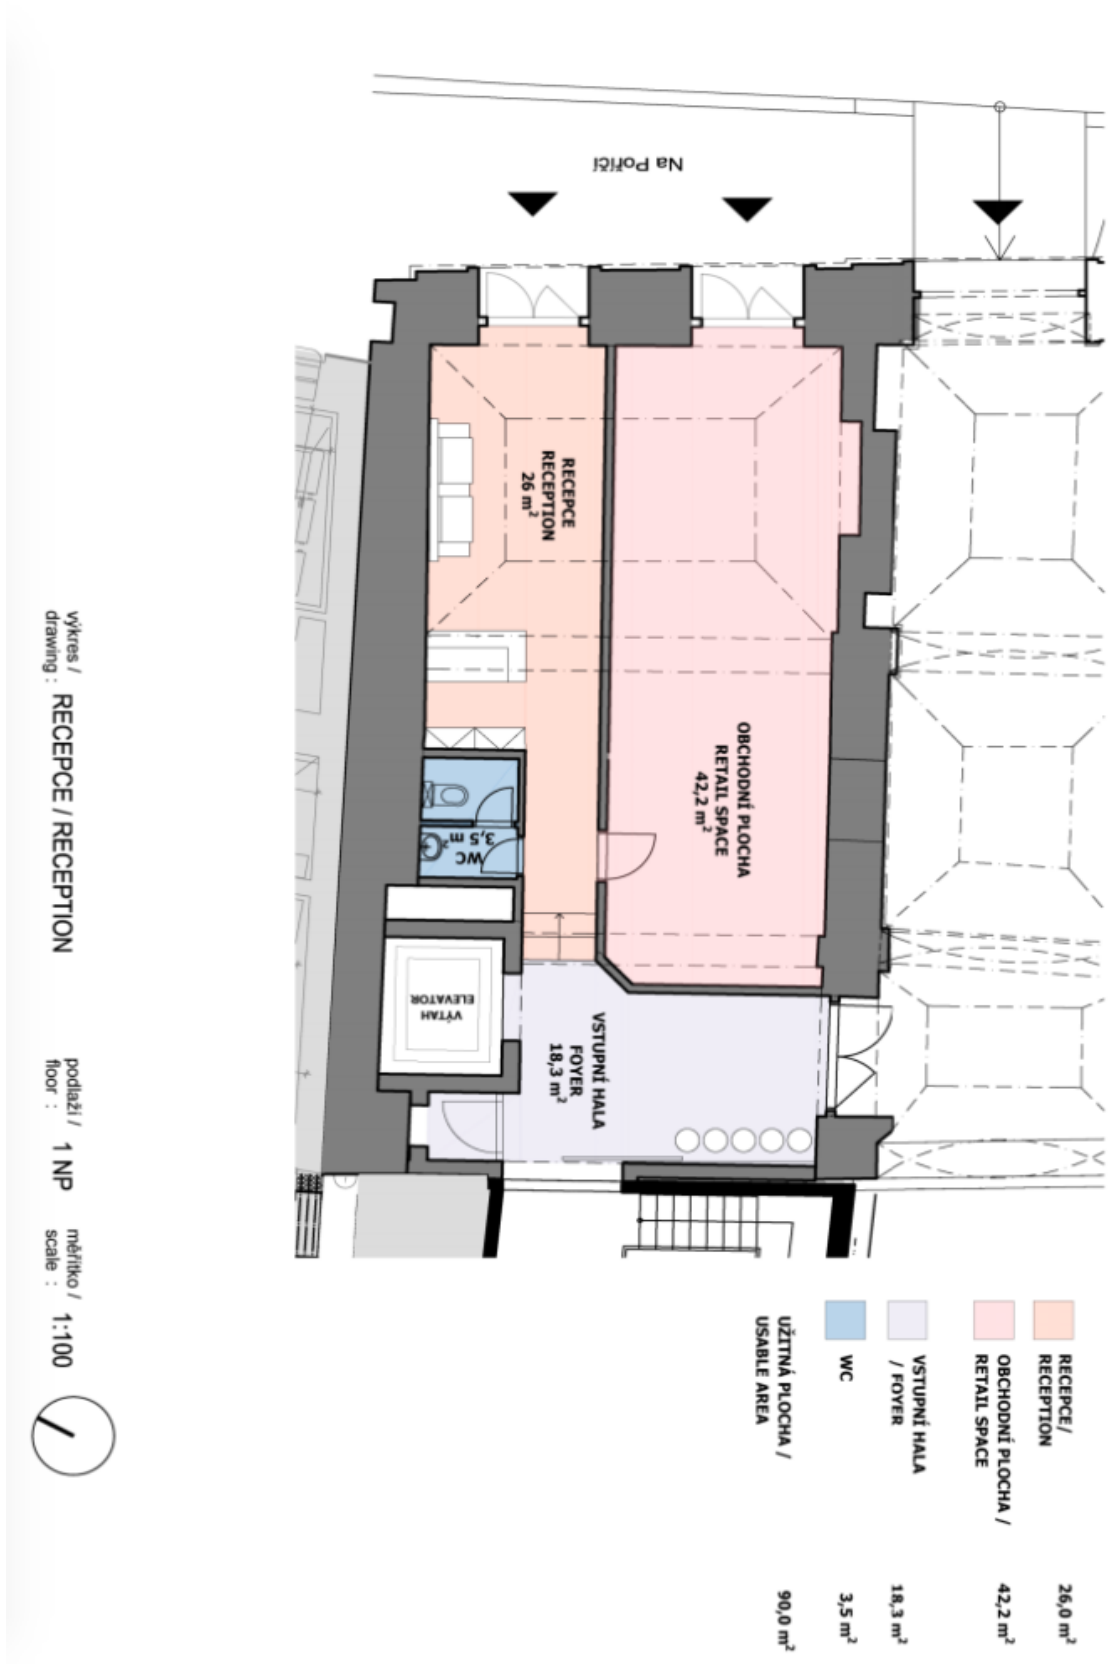 Na Poříčí
RECEPCE
RECEPTION
26 m²
OBCHODNÍ PLOCHA
RETAIL SPACE
42,2 m²
WC
3,5 m²
VÝTAH
ELEVATOR
VSTUPNÍ HALA
FOYER
18,3 m²
RECEPCE/ 26,0 m²
RECEPTION
OBCHODNÍ PLOCHA / 42,2 m²
RETAIL SPACE
VSTUPNÍ HALA 18,3 m²
/ FOYER
WC 3,5 m²
UŽITNÁ PLOCHA / 90,0 m²
USABLE AREA
výkres /
drawing : RECEPCE / RECEPTION
podlaží /
floor : 1 NP
měřítko /
scale : 1:100